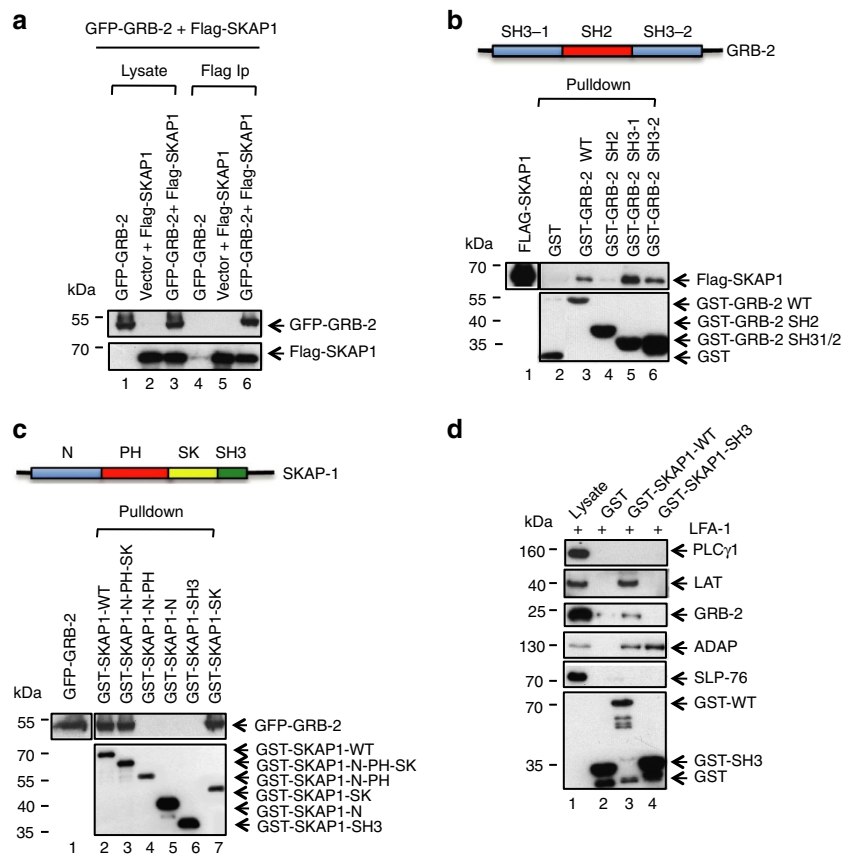 a
GFP-GRB-2 + Flag-SKAP1
Lysate Flag Ip
GFP-GRB-2
Vector + Flag-SKAP1
GFP-GRB-2+ Flag-SKAP1
GFP-GRB-2
Vector + Flag-SKAP1
GFP-GRB-2+ Flag-SKAP1
kDa
55 GFP-GRB-2
70 Flag-SKAP1
1 2 3 4 5 6
b
SH3–1 SH2 SH3–2
GRB-2
Pulldown
FLAG-SKAP1
GST
GST-GRB-2 WT
GST-GRB-2 SH2
GST-GRB-2 SH3-1
GST-GRB-2 SH3-2
kDa
70 Flag-SKAP1
55 GST-GRB-2 WT
40 GST-GRB-2 SH2
35 GST-GRB-2 SH31/2
GST
1 2 3 4 5 6
c
N PH SK SH3
SKAP-1
Pulldown
GFP-GRB-2
GST-SKAP1-WT
GST-SKAP1-N-PH-SK
GST-SKAP1-N-PH
GST-SKAP1-N
GST-SKAP1-SH3
GST-SKAP1-SK
kDa
55 GFP-GRB-2
70 GST-SKAP1-WT
GST-SKAP1-N-PH-SK
55 GST-SKAP1-N-PH
GST-SKAP1-SK
40 GST-SKAP1-N
35 GST-SKAP1-SH3
1 2 3 4 5 6 7
d
Lysate
GST
GST-SKAP1-WT
GST-SKAP1-SH3
kDa + + + + LFA-1
160 PLCγ1
40 LAT
25 GRB-2
130 ADAP
70 SLP-76
70 GST-WT
35 GST-SH3
GST
1 2 3 4